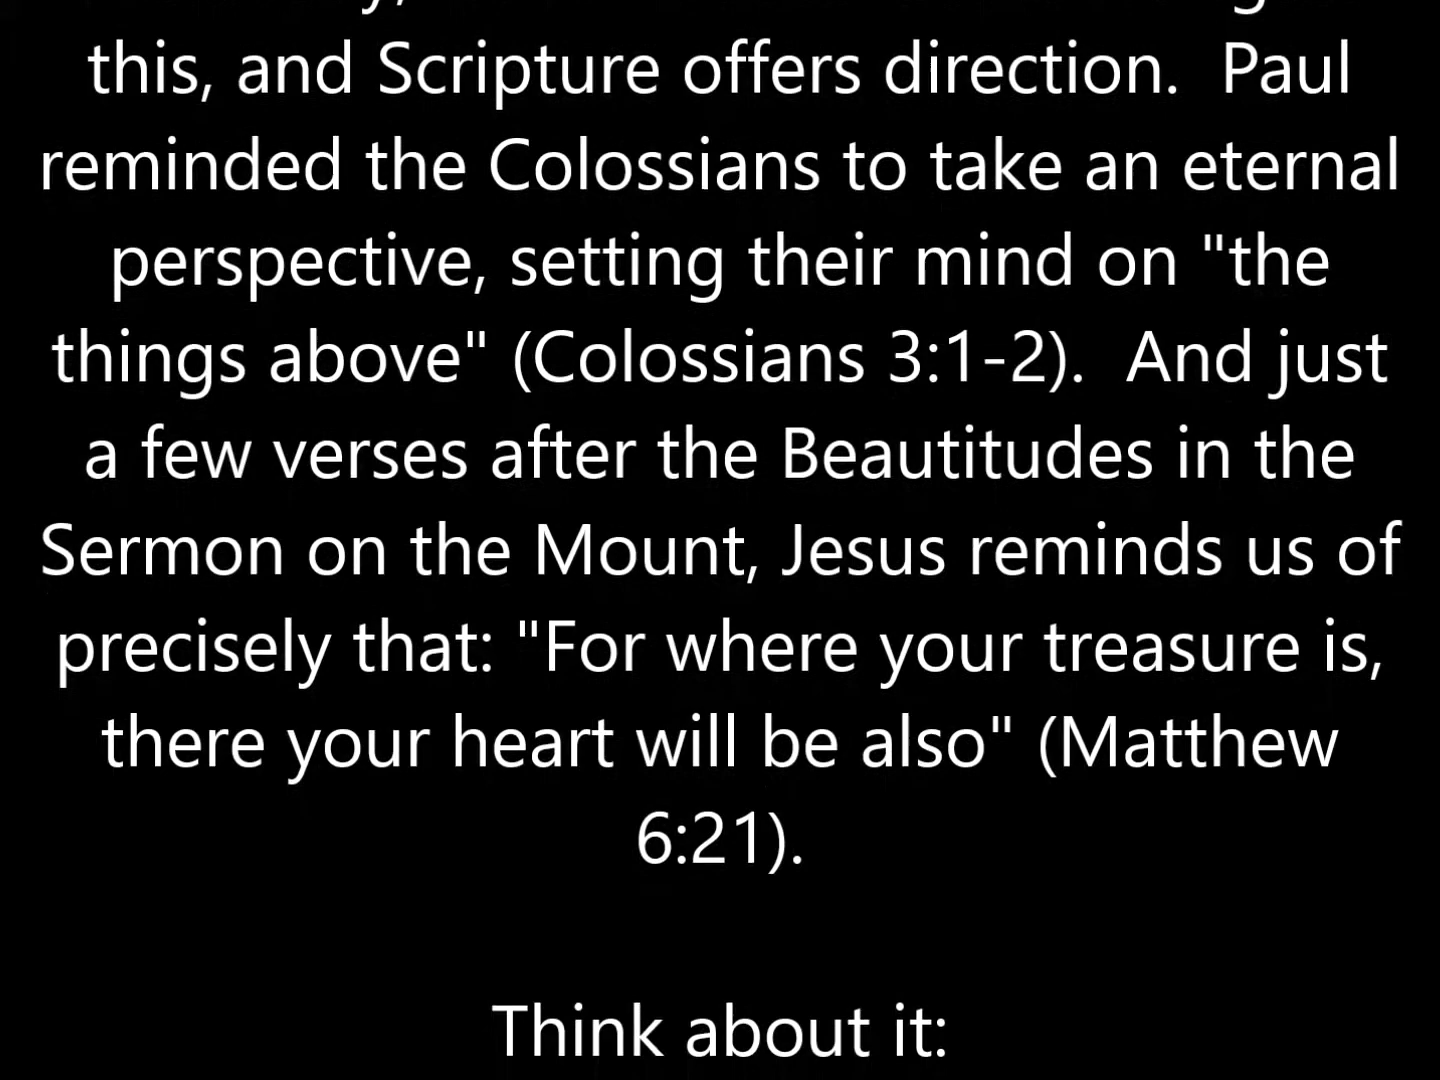 this, and Scripture offers direction.  Paul
reminded the Colossians to take an eternal
perspective, setting their mind on "the
things above" (Colossians 3:1-2).  And just
a few verses after the Beautitudes in the
Sermon on the Mount, Jesus reminds us of
precisely that: "For where your treasure is,
there your heart will be also" (Matthew
6:21).
Think about it: